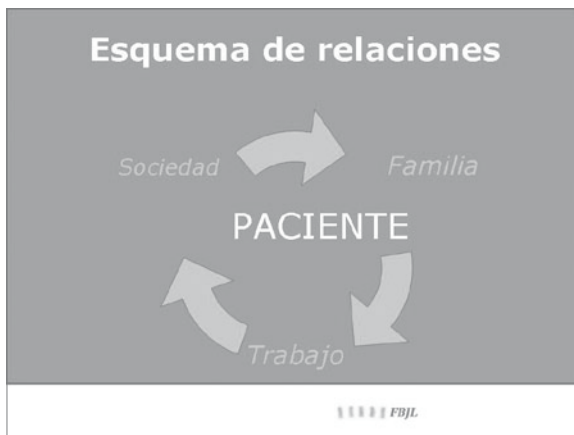 Esquema de relaciones
Sociedad
Familia
PACIENTE
Trabajo
FBJL